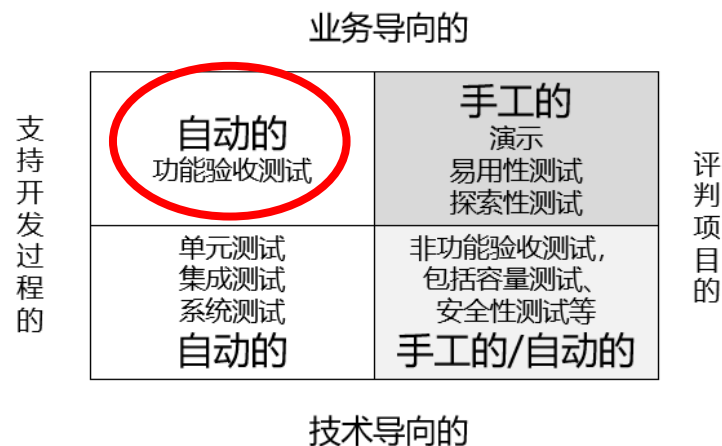 业务导向的
支持开发过程的
自动的
功能验收测试
手工的
演示
易用性测试
探索性测试
评判项目的
单元测试
集成测试
系统测试
自动的
非功能验收测试，
包括容量测试、
安全性测试等
手工的/自动的
技术导向的